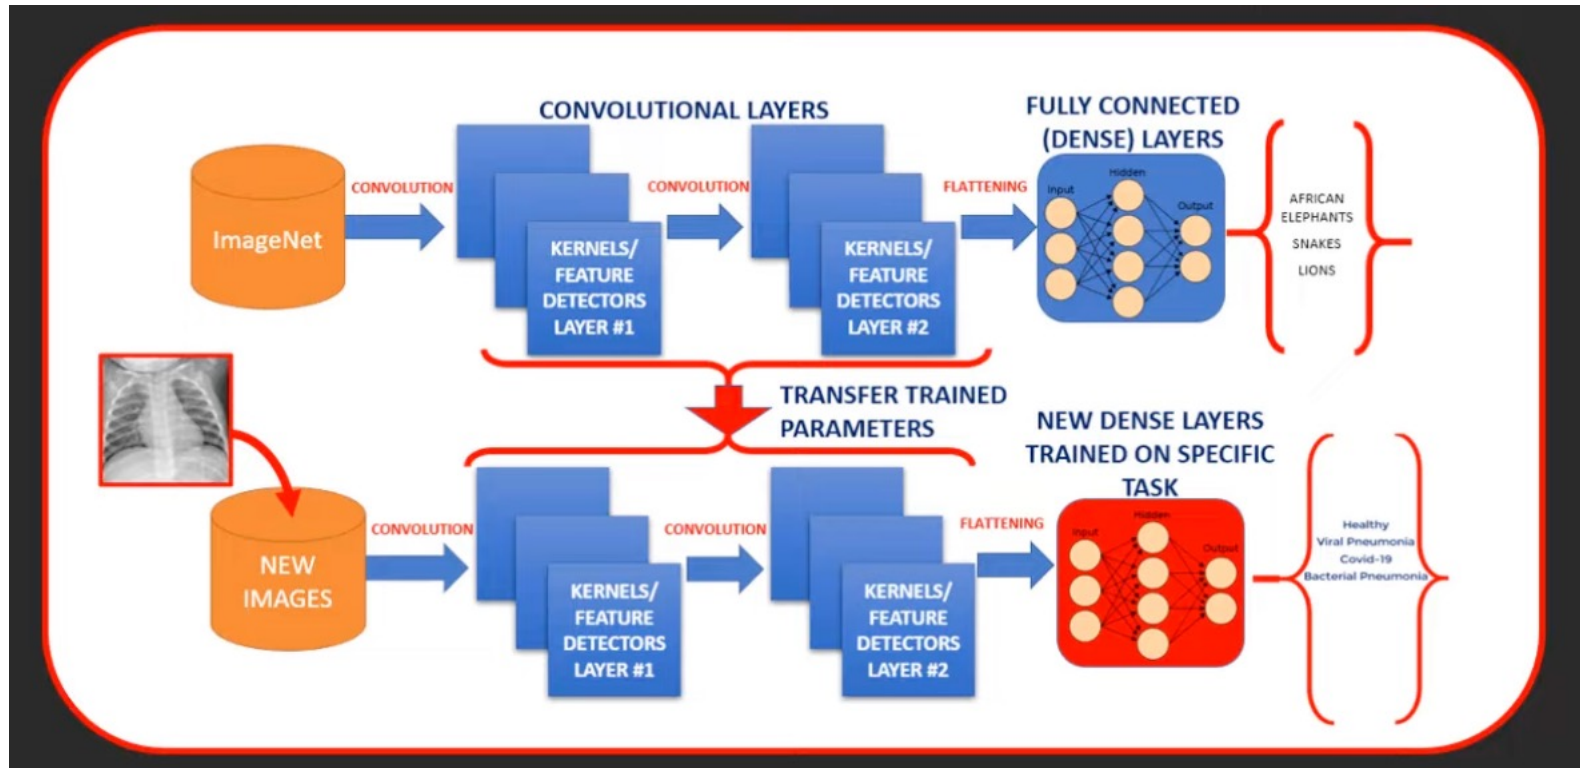 CONVOLUTIONAL LAYERS
FULLY CONNECTED
(DENSE) LAYERS
ImageNet
CONVOLUTION
KERNELS/
FEATURE
DETECTORS
LAYER #1
CONVOLUTION
KERNELS/
FEATURE
DETECTORS
LAYER #2
FLATTENING
Input
Hidden
Output
AFRICAN
ELEPHANTS
SNAKES
LIONS
TRANSFER TRAINED
PARAMETERS
NEW DENSE LAYERS
TRAINED ON SPECIFIC
TASK
NEW
IMAGES
CONVOLUTION
KERNELS/
FEATURE
DETECTORS
LAYER #1
CONVOLUTION
KERNELS/
FEATURE
DETECTORS
LAYER #2
FLATTENING
Input
Hidden
Output
Healthy
Viral Pneumonia
Covid-19
Bacterial Pneumonia